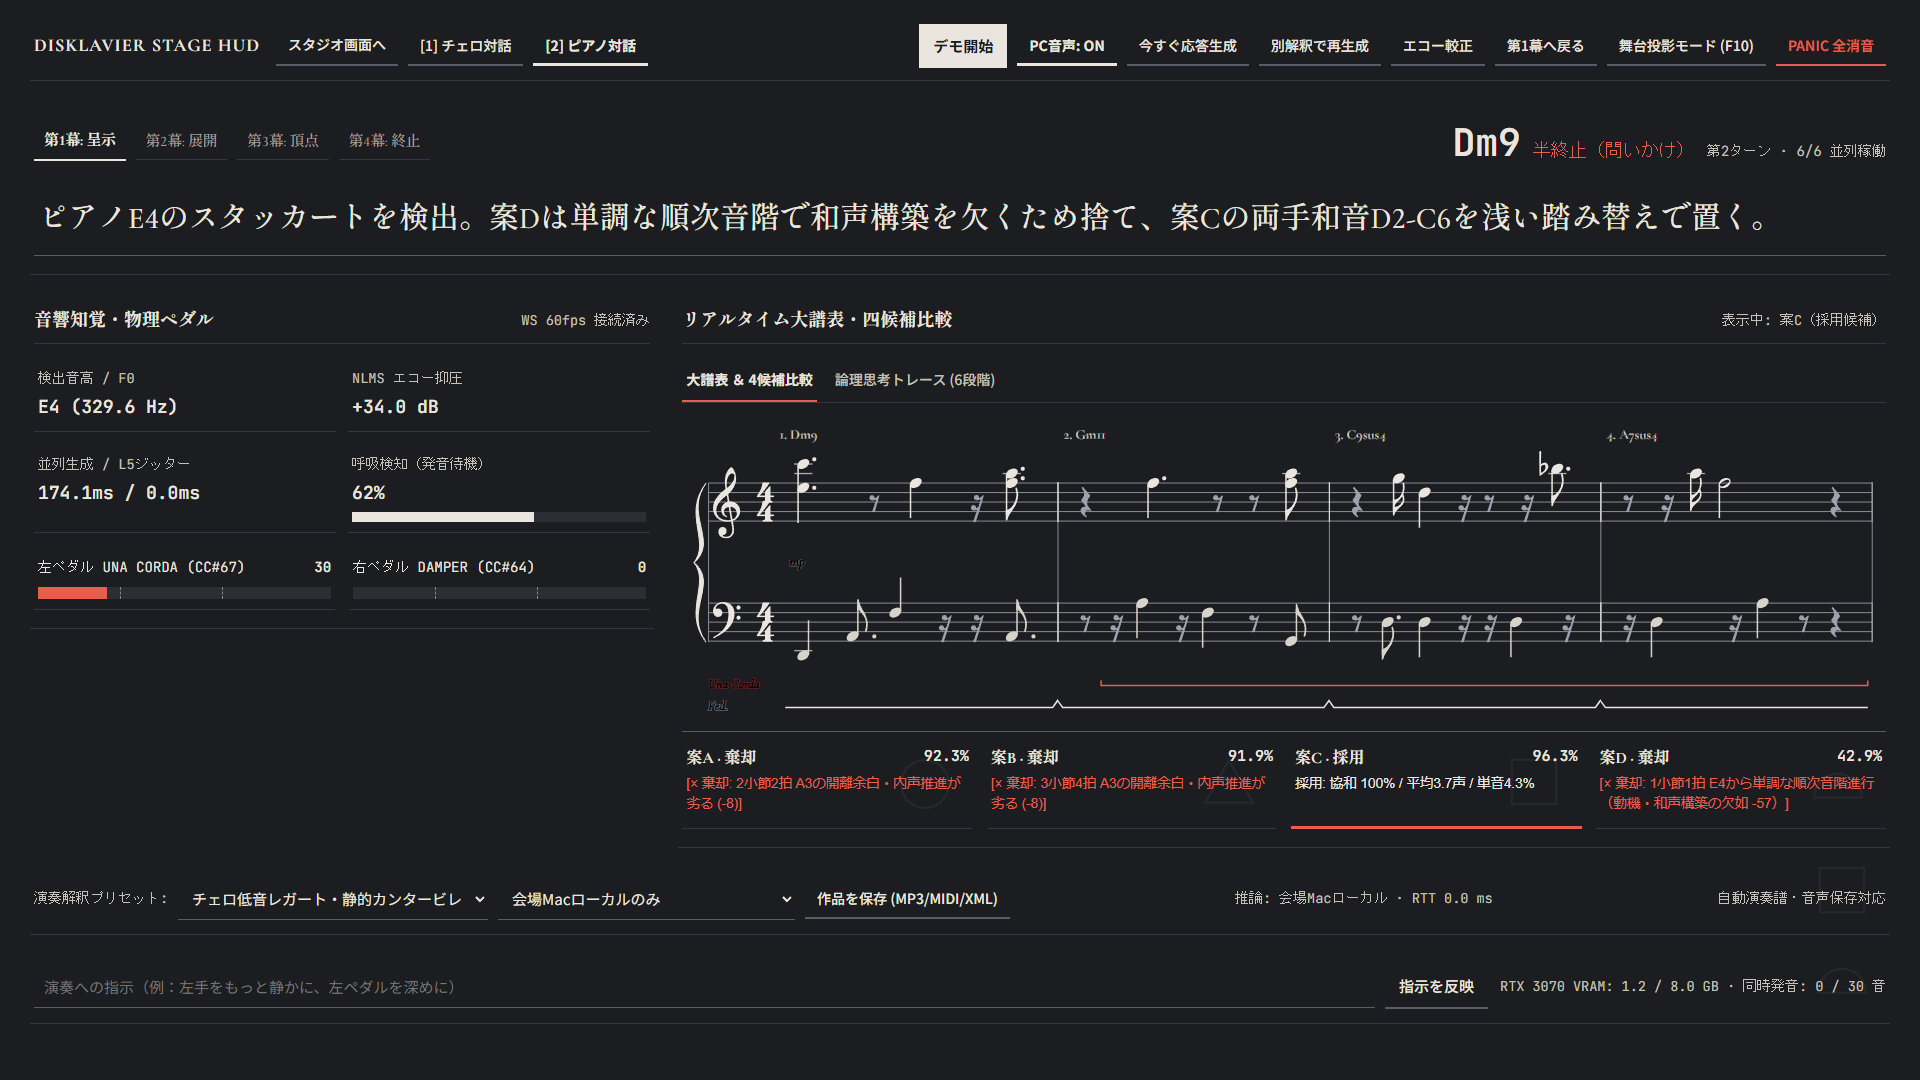 DISKLAVIER STAGE HUD
スタジオ画面へ
[1] チェロ対話
[2] ピアノ対話
デモ開始
PC音声: ON
今すぐ応答生成
別解釈で再生成
エコー較正
第1幕へ戻る
舞台投影モード (F10)
PANIC 全消音
第1幕: 呈示
第2幕: 展開
第3幕: 頂点
第4幕: 終止
Dm9 半終止（問いかけ） 第2ターン · 6/6 並列稼働
ピアノE4のスタッカートを検出。案Dは単調な順次音階で和声構築を欠くため捨て、案Cの両手和音D2-C6を浅い踏み替えで置く。
音響知覚・物理ペダル
WS 60fps 接続済み
検出音高 / F0
E4 (329.6 Hz)
NLMS エコー抑圧
+34.0 dB
並列生成 / L5ジッター
174.1ms / 0.0ms
呼吸検知（発音待機）
62%
左ペダル UNA CORDA (CC#67) 30
右ペダル DAMPER (CC#64) 0
リアルタイム大譜表・四候補比較
表示中: 案C（採用候補）
大譜表 & 4候補比較
論理思考トレース (6段階)
1. Dm9
2. Gm11
3. C9sus4
4. A7sus4
mp
Una Corda
Ped.
案A · 棄却 92.3%
[× 棄却: 2小節2拍 A3の開離余白・内声推進が
劣る (-8)]
案B · 棄却 91.9%
[× 棄却: 3小節4拍 A3の開離余白・内声推進が
劣る (-8)]
案C · 採用 96.3%
採用: 協和 100% / 平均3.7声 / 単音4.3%
案D · 棄却 42.9%
[× 棄却: 1小節1拍 E4から単調な順次音階進行
（動機・和声構築の欠如 -57）]
演奏解釈プリセット:
チェロ低音レガート・静的カンタービレ
会場Macローカルのみ
作品を保存 (MP3/MIDI/XML)
推論: 会場Macローカル · RTT 0.0 ms
自動演奏譜・音声保存対応
演奏への指示（例：左手をもっと静かに、左ペダルを深めに）
指示を反映
RTX 3070 VRAM: 1.2 / 8.0 GB · 同時発音: 0 / 30 音